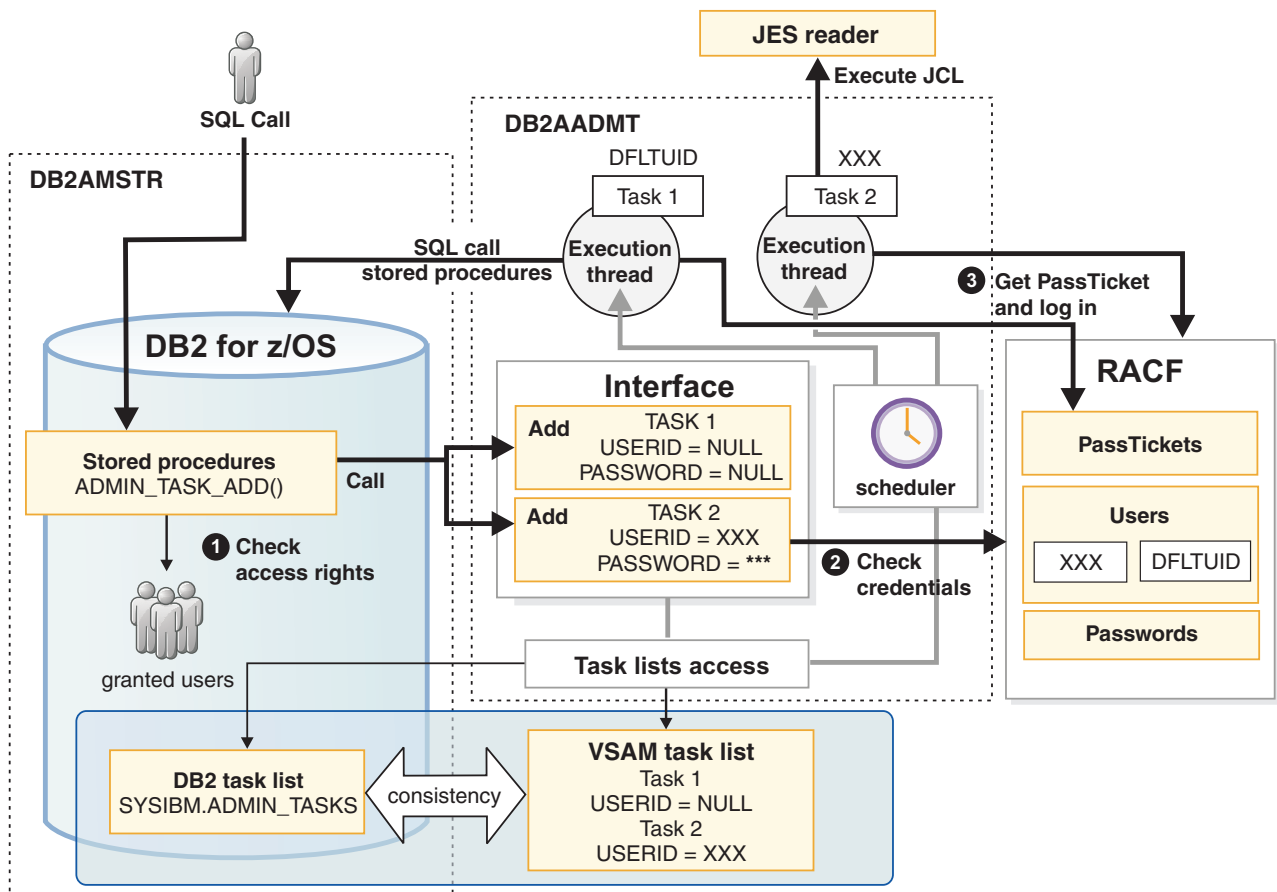 JES reader
Execute JCL
SQL Call
DB2AMSTR
DB2AADMT
DFLTUID
Task 1
XXX
Task 2
SQL call
stored procedures
Execution
thread
Execution
thread
3 Get PassTicket
and log in
DB2 for z/OS
Interface
Add
TASK 1
USERID = NULL
PASSWORD = NULL
Add
TASK 2
USERID = XXX
PASSWORD = ***
scheduler
RACF
PassTickets
Users
XXX
DFLTUID
Passwords
Stored procedures
ADMIN_TASK_ADD()
Call
1 Check
access rights
2 Check
credentials
granted users
Task lists access
DB2 task list
SYSIBM.ADMIN_TASKS
consistency
VSAM task list
Task 1
USERID = NULL
Task 2
USERID = XXX